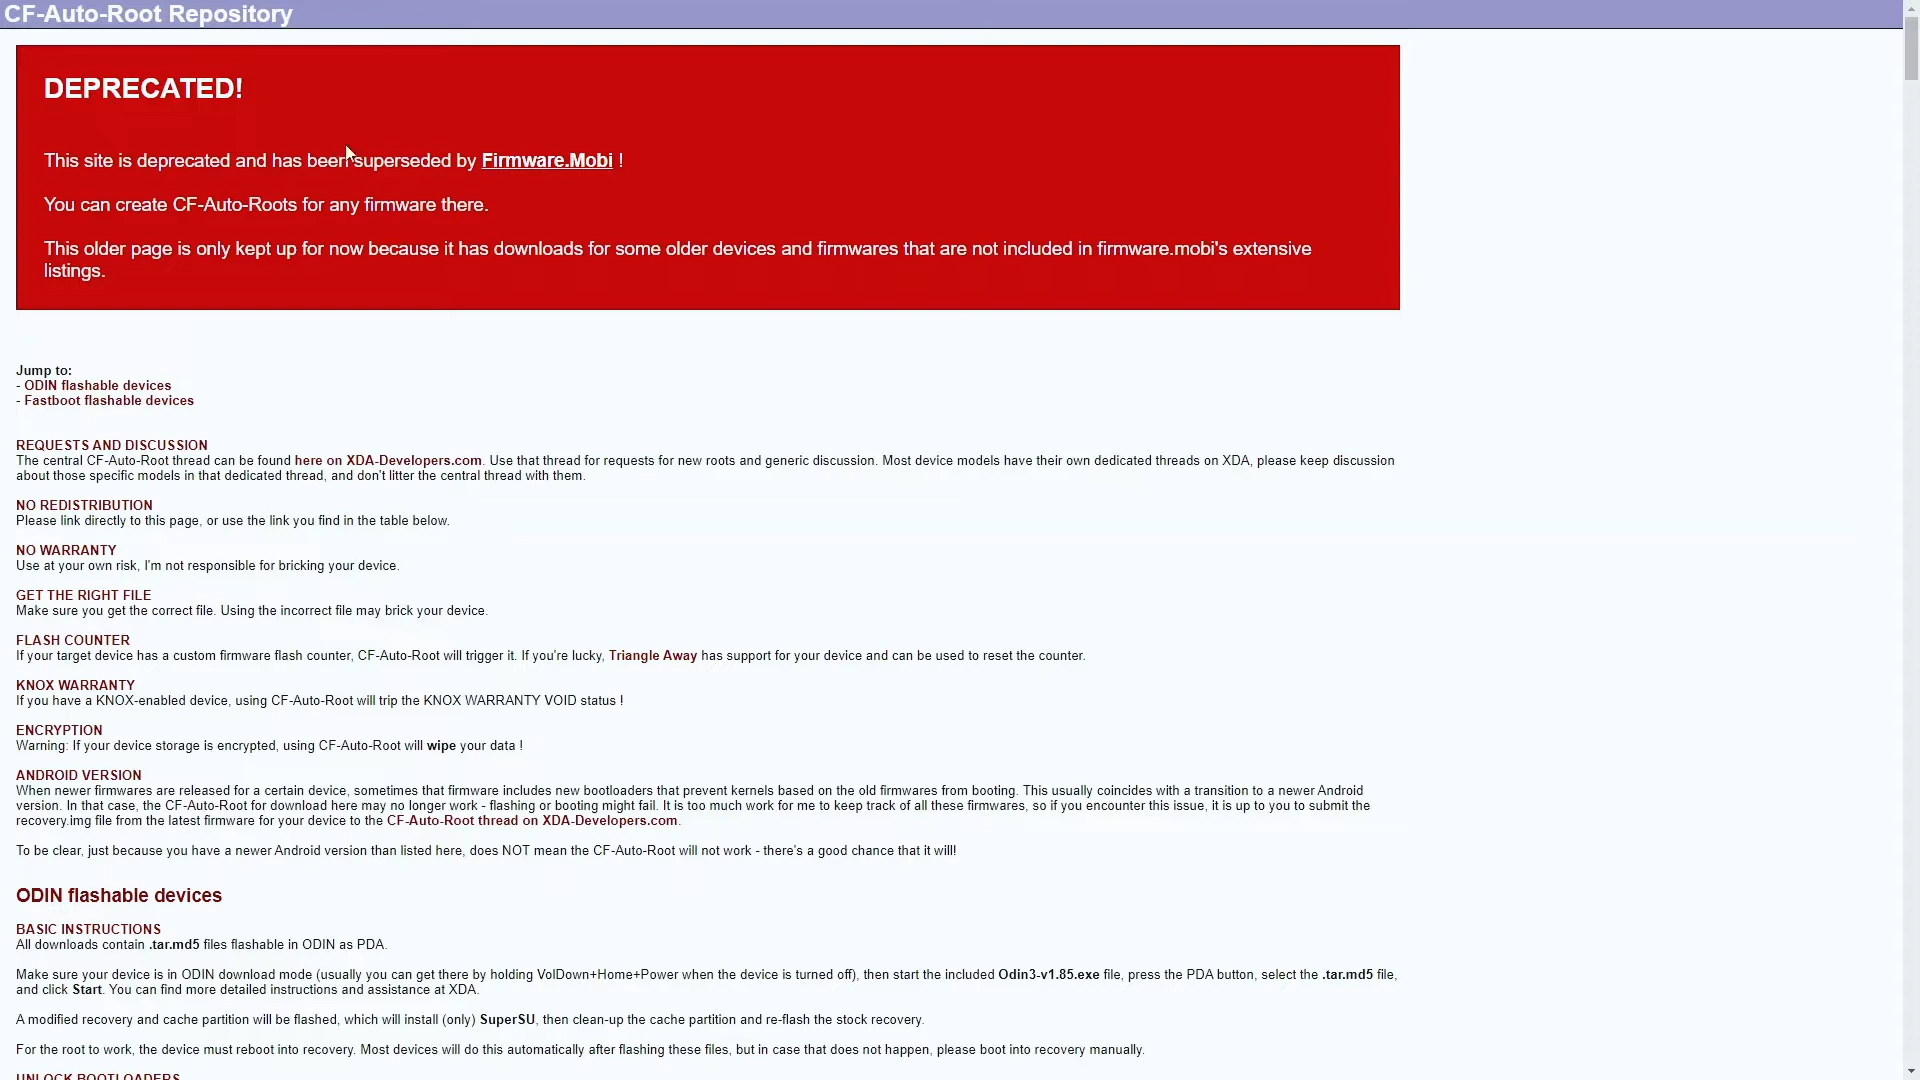 CF-Auto-Root Repository
DEPRECATED!
This site is deprecated and has been superseded by Firmware.Mobi !
You can create CF-Auto-Roots for any firmware there.
This older page is only kept up for now because it has downloads for some older devices and firmwares that are not included in firmware.mobi's extensive
listings.
Jump to:
- ODIN flashable devices
- Fastboot flashable devices
REQUESTS AND DISCUSSION
The central CF-Auto-Root thread can be found here on XDA-Developers.com. Use that thread for requests for new roots and generic discussion. Most device models have their own dedicated threads on XDA, please keep discussion
about those specific models in that dedicated thread, and don't litter the central thread with them.
NO REDISTRIBUTION
Please link directly to this page, or use the link you find in the table below.
NO WARRANTY
Use at your own risk, I'm not responsible for bricking your device.
GET THE RIGHT FILE
Make sure you get the correct file. Using the incorrect file may brick your device.
FLASH COUNTER
If your target device has a custom firmware flash counter, CF-Auto-Root will trigger it. If you're lucky, Triangle Away has support for your device and can be used to reset the counter.
KNOX WARRANTY
If you have a KNOX-enabled device, using CF-Auto-Root will trip the KNOX WARRANTY VOID status !
ENCRYPTION
Warning: If your device storage is encrypted, using CF-Auto-Root will wipe your data !
ANDROID VERSION
When newer firmwares are released for a certain device, sometimes that firmware includes new bootloaders that prevent kernels based on the old firmwares from booting. This usually coincides with a transition to a newer Android
version. In that case, the CF-Auto-Root for download here may no longer work - flashing or booting might fail. It is too much work for me to keep track of all these firmwares, so if you encounter this issue, it is up to you to submit the
recovery.img file from the latest firmware for your device to the CF-Auto-Root thread on XDA-Developers.com.
To be clear, just because you have a newer Android version than listed here, does NOT mean the CF-Auto-Root will not work - there's a good chance that it will!
ODIN flashable devices
BASIC INSTRUCTIONS
All downloads contain .tar.md5 files flashable in ODIN as PDA.
Make sure your device is in ODIN download mode (usually you can get there by holding VolDown+Home+Power when the device is turned off), then start the included Odin3-v1.85.exe file, press the PDA button, select the .tar.md5 file,
and click Start. You can find more detailed instructions and assistance at XDA.
A modified recovery and cache partition will be flashed, which will install (only) SuperSU, then clean-up the cache partition and re-flash the stock recovery.
For the root to work, the device must reboot into recovery. Most devices will do this automatically after flashing these files, but in case that does not happen, please boot into recovery manually.
UNLOCK BOOTLOADERS